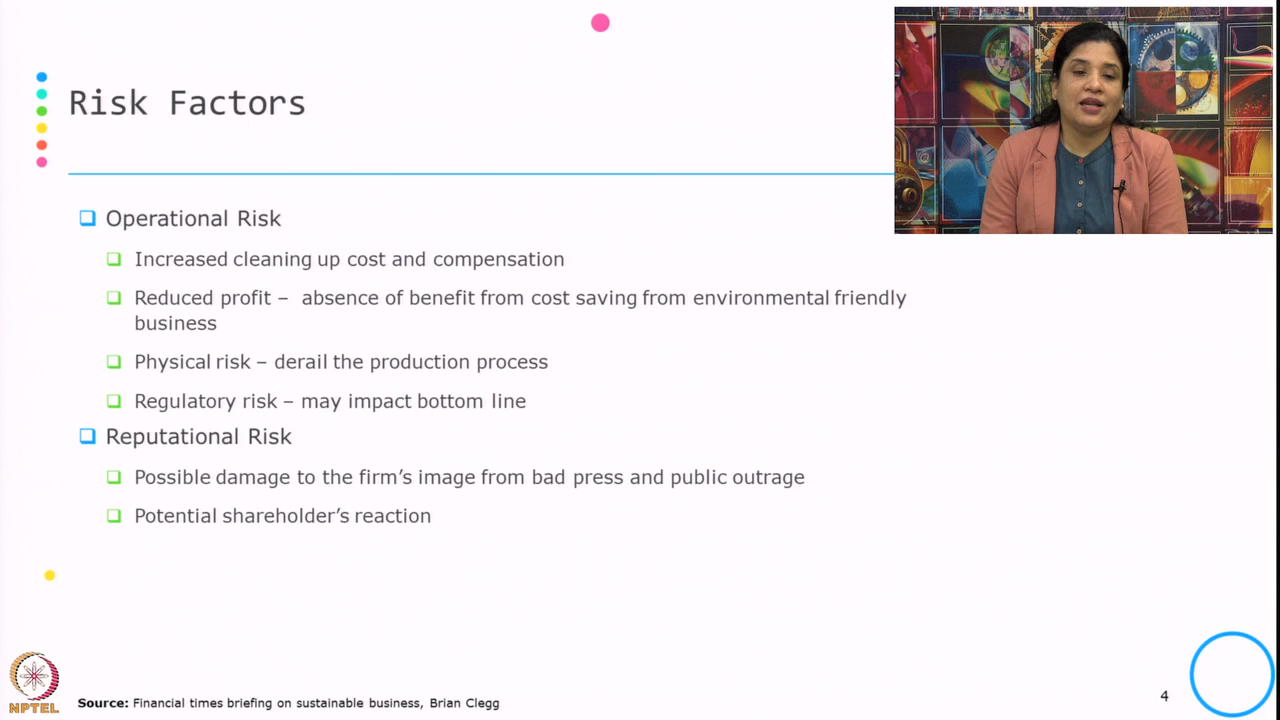 Risk Factors
Operational Risk
Increased cleaning up cost and compensation
Reduced profit – absence of benefit from cost saving from environmental friendly
business
Physical risk – derail the production process
Regulatory risk – may impact bottom line
Reputational Risk
Possible damage to the firm’s image from bad press and public outrage
Potential shareholder’s reaction
NPTEL
Source: Financial times briefing on sustainable business, Brian Clegg
4